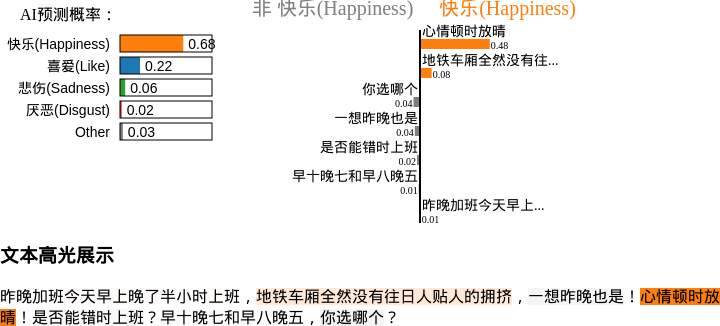 AI预测概率：
快乐(Happiness) 0.68
喜爱(Like) 0.22
悲伤(Sadness) 0.06
厌恶(Disgust) 0.02
Other 0.03
非 快乐(Happiness) 快乐(Happiness)
心情顿时放晴
0.48
地铁车厢全然没有往...
0.08
你选哪个
0.04
一想昨晚也是
0.04
是否能错时上班
0.02
早十晚七和早八晚五
0.01
昨晚加班今天早上...
0.01
文本高光展示
昨晚加班今天早上晚了半小时上班，地铁车厢全然没有往日人贴人的拥挤，一想昨晚也是！心情顿时放
晴！是否能错时上班？早十晚七和早八晚五，你选哪个？